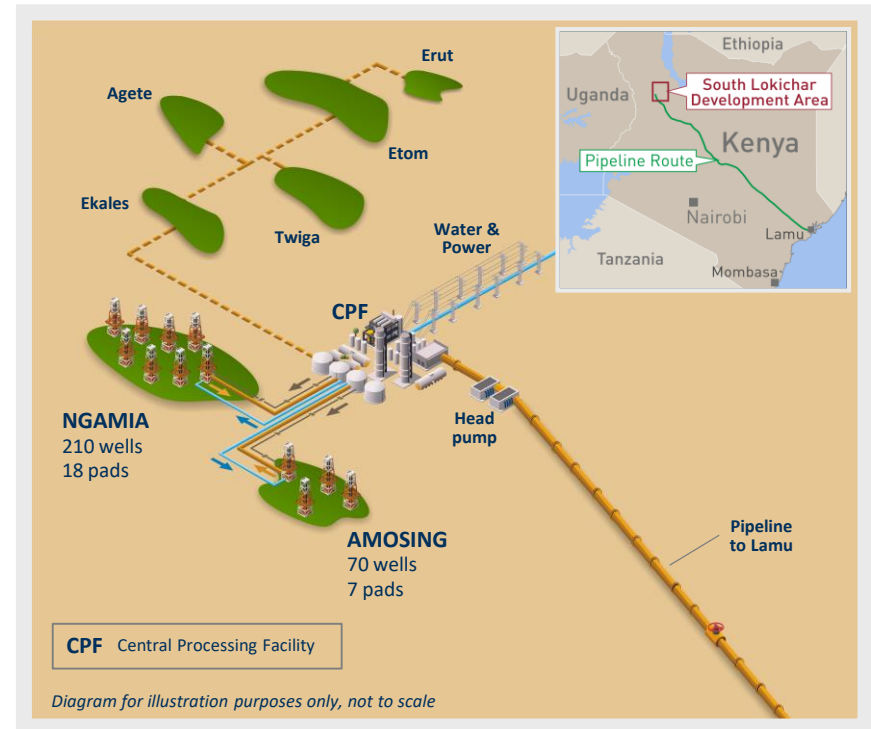 Erut
Agete
Etom
Ekales
Twiga
Water &
Power
CPF
NGAMIA
210 wells
18 pads
Head
pump
AMOSING
70 wells
7 pads
Pipeline
to Lamu
CPF Central Processing Facility
Diagram for illustration purposes only, not to scale
Ethiopia
Uganda
South Lokichar
Development Area
Kenya
Pipeline Route
Nairobi
Lamu
Tanzania
Mombasa